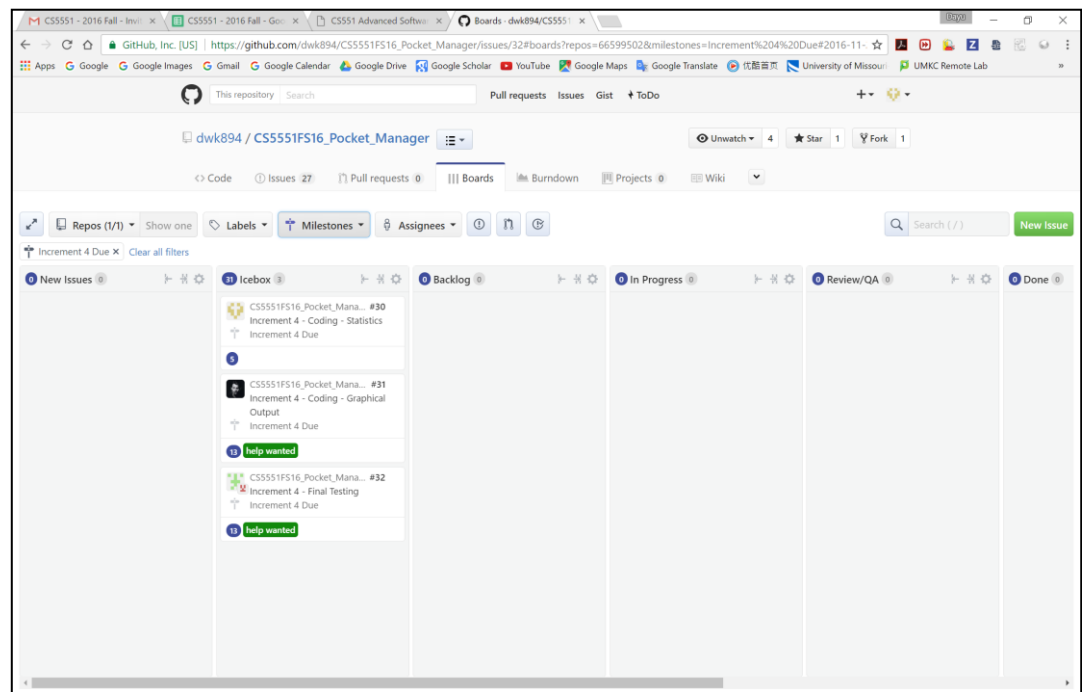 CS5551 - 2016 Fall - Invit
CS5551 - 2016 Fall - Goo
CS551 Advanced Softwar
Boards · dwk894/CS5551
Dayu
GitHub, Inc. [US] | https://github.com/dwk894/CS5551FS16_Pocket_Manager/issues/32#boards?repos=66599502&milestones=Increment%204%20Due#2016-11-
Apps Google Google Images Gmail Google Calendar Google Drive Google Scholar YouTube Google Maps Google Translate 优酷首页 University of Missouri UMKC Remote Lab »
This repository Search Pull requests Issues Gist ToDo
dwk894 / CS5551FS16_Pocket_Manager Unwatch 4 Star 1 Fork 1
Code Issues 27 Pull requests 0 Boards Burndown Projects 0 Wiki
Repos (1/1) Show one Labels Milestones Assignees Search ( / ) New Issue
Increment 4 Due × Clear all filters
0 New Issues 0 31 Icebox 3 0 Backlog 0 0 In Progress 0 0 Review/QA 0 0 Done 0
CS5551FS16_Pocket_Mana... #30
Increment 4 - Coding - Statistics
Increment 4 Due
5
CS5551FS16_Pocket_Mana... #31
Increment 4 - Coding - Graphical
Output
Increment 4 Due
13 help wanted
CS5551FS16_Pocket_Mana... #32
Increment 4 - Final Testing
Increment 4 Due
13 help wanted